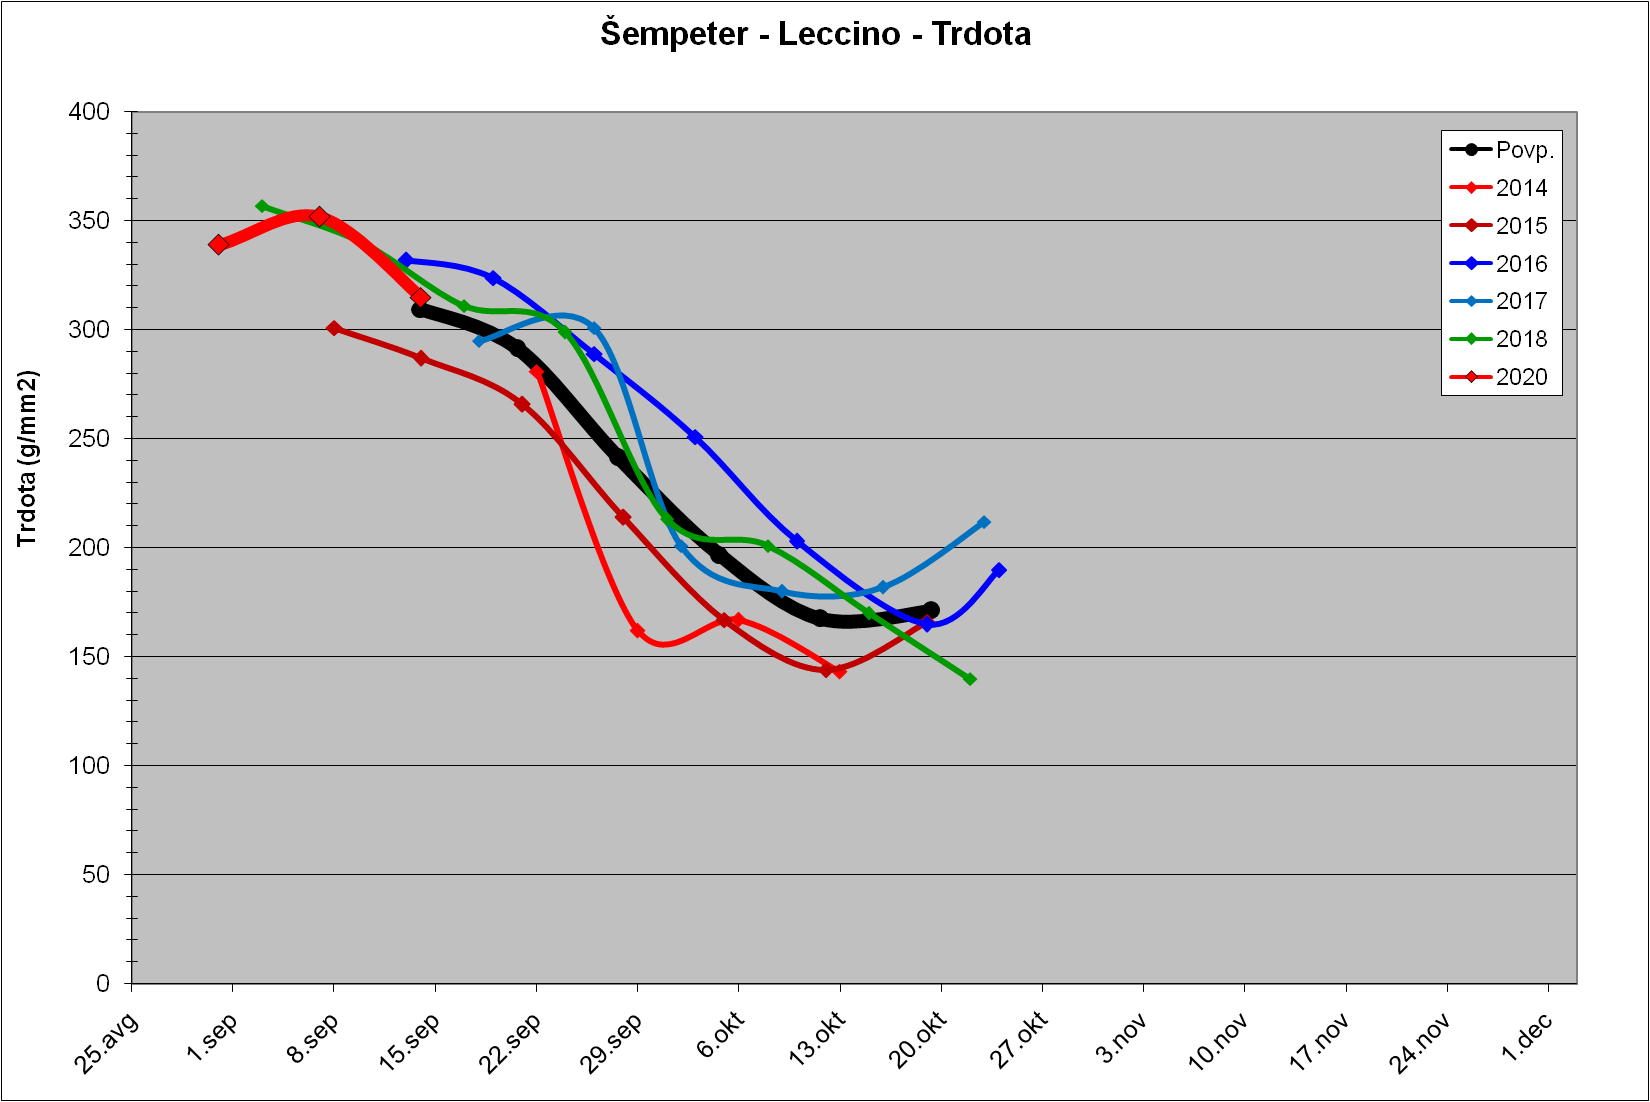 Šempeter - Leccino - Trdota
Trdota (g/mm2)
400
350
300
250
200
150
100
50
0
25.avg
1.sep
8.sep
15.sep
22.sep
29.sep
6.okt
13.okt
20.okt
27.okt
3.nov
10.nov
17.nov
24.nov
1.dec
Povp.
2014
2015
2016
2017
2018
2020